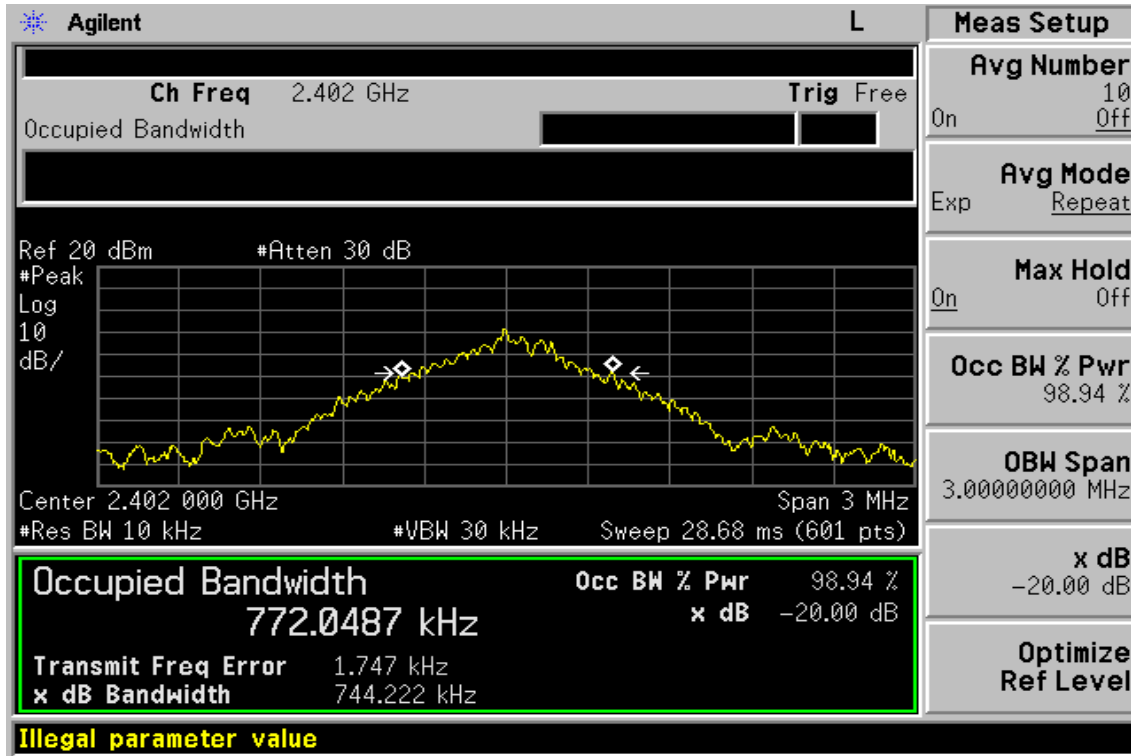 Agilent L Meas Setup
Ch Freq 2.402 GHz Trig Free
Occupied Bandwidth
Avg Number
10
On Off
Avg Mode
Exp Repeat
Max Hold
On Off
Occ BW % Pwr
98.94 %
OBW Span
3.00000000 MHz
x dB
-20.00 dB
Optimize
Ref Level
Ref 20 dBm #Atten 30 dB
#Peak
Log
10
dB/
Center 2.402 000 GHz Span 3 MHz
#Res BW 10 kHz #VBW 30 kHz Sweep 28.68 ms (601 pts)
Occupied Bandwidth Occ BW % Pwr 98.94 %
772.0487 kHz x dB -20.00 dB
Transmit Freq Error 1.747 kHz
x dB Bandwidth 744.222 kHz
Illegal parameter value